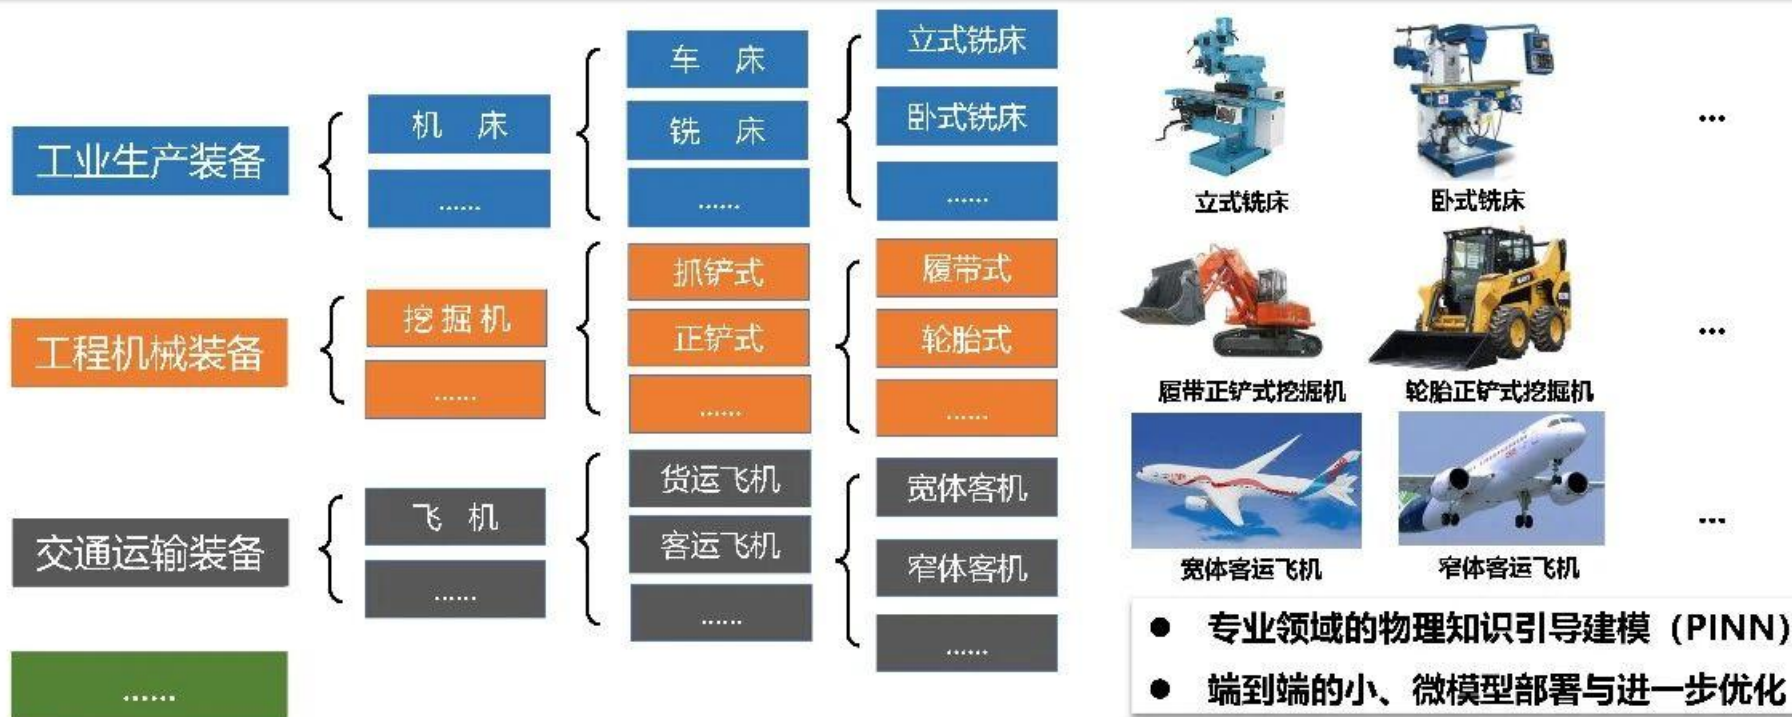 工业生产装备
机 床
......
车 床
铣 床
......
立式铣床
卧式铣床
......
立式铣床
卧式铣床
...
工程机械装备
挖掘机
......
抓铲式
正铲式
......
履带式
轮胎式
......
履带正铲式挖掘机
轮胎正铲式挖掘机
...
交通运输装备
飞 机
......
货运飞机
客运飞机
......
宽体客机
窄体客机
......
宽体客运飞机
窄体客运飞机
...
......
● 专业领域的物理知识引导建模（PINN）
● 端到端的小、微模型部署与进一步优化